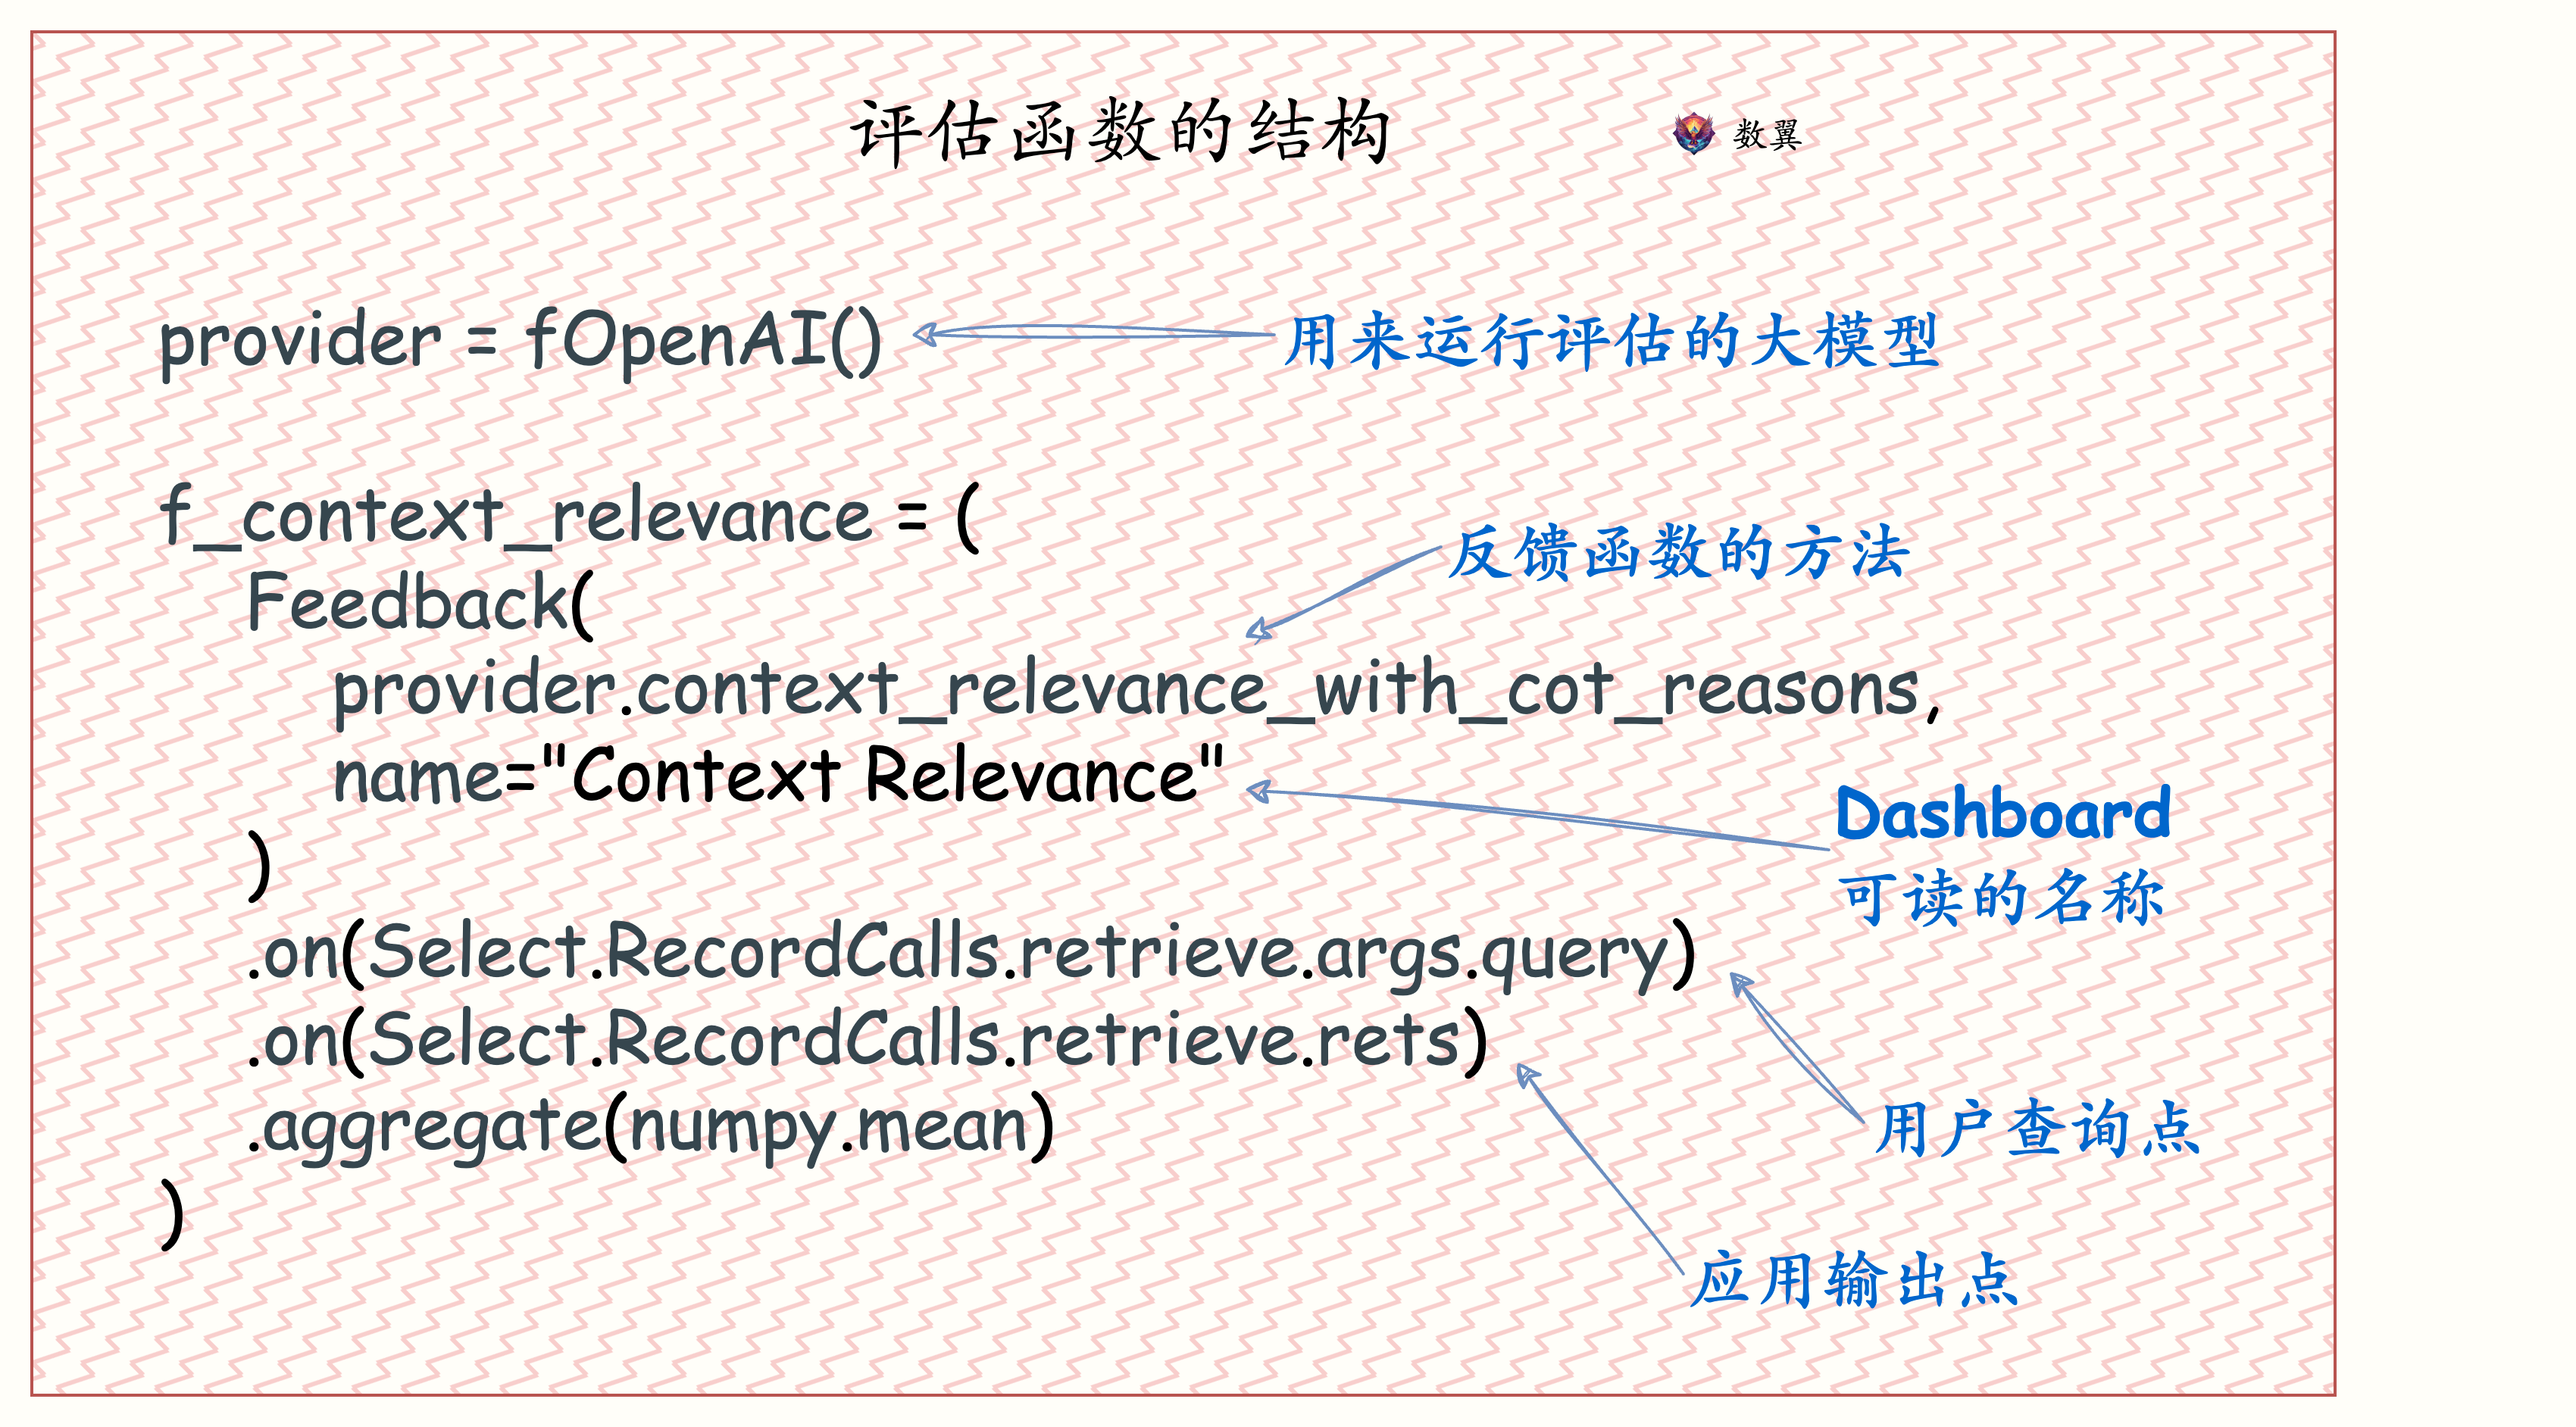 评估函数的结构
数翼
provider = fOpenAI()
用来运行评估的大模型
f_context_relevance = (
Feedback(
反馈函数的方法
provider.context_relevance_with_cot_reasons,
name="Context Relevance"
Dashboard
可读的名称
)
.on(Select.RecordCalls.retrieve.args.query)
.on(Select.RecordCalls.retrieve.rets)
.aggregate(numpy.mean)
用户查询点
)
应用输出点